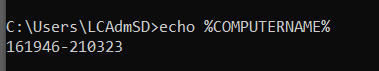 C:\Users\LCAdmSD>echo %COMPUTERNAME%
161946-210323